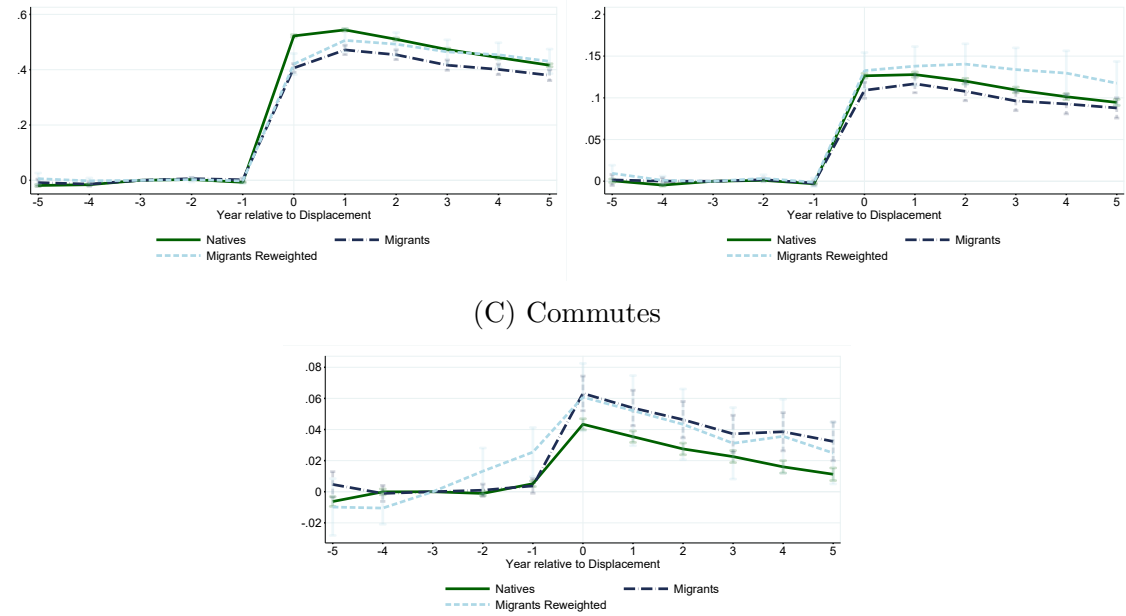 .6
.4
.2
0
-5 -4 -3 -2 -1 0 1 2 3 4 5
Year relative to Displacement
Natives Migrants
Migrants Reweighted
.2
.15
.1
.05
0
-5 -4 -3 -2 -1 0 1 2 3 4 5
Year relative to Displacement
Natives Migrants
Migrants Reweighted
(C) Commutes
.08
.06
.04
.02
0
-.02
-5 -4 -3 -2 -1 0 1 2 3 4 5
Year relative to Displacement
Natives Migrants
Migrants Reweighted